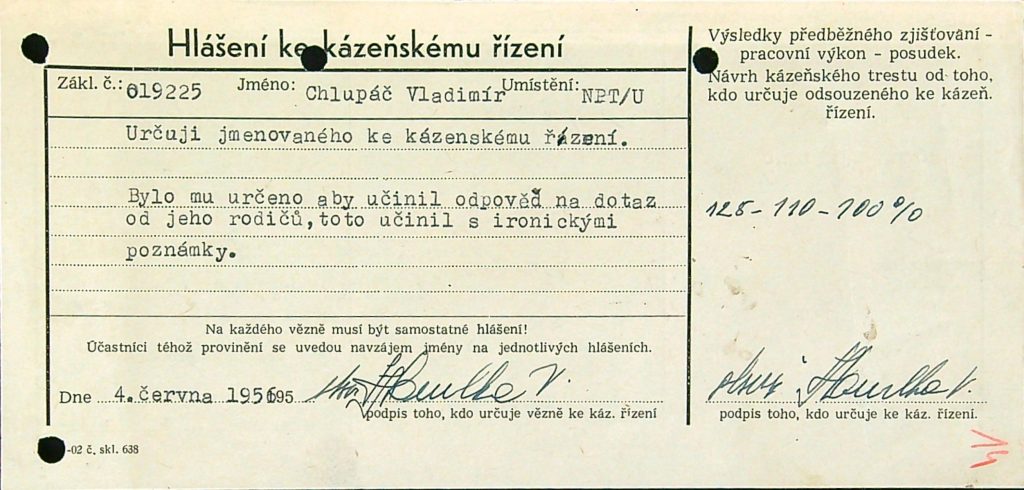 Hlášení ke kázeňskému řízení
Zákl. č.: 019225 Jméno: Chlupáč Vladimír Umístění: NPT/U
Určuji jmenovaného ke kázenskému řízení.
Bylo mu určeno aby učinil odpověď na dotaz
od jeho rodičů,toto učinil s ironickými
poznámky.
Na každého vězně musí být samostatné hlášení!
Účastníci téhož provinění se uvedou navzájem jmény na jednotlivých hlášeních.
Dne 4.června 1956 195
podpis toho, kdo určuje vězně ke káz. řízení
-02 č. skl. 638
Výsledky předběžného zjišťování -
pracovní výkon - posudek.
Návrh kázeňského trestu od toho,
kdo určuje odsouzeného ke kázeň.
řízení.
128-110-100%
podpis toho, kdo určuje ke káz. řízení.